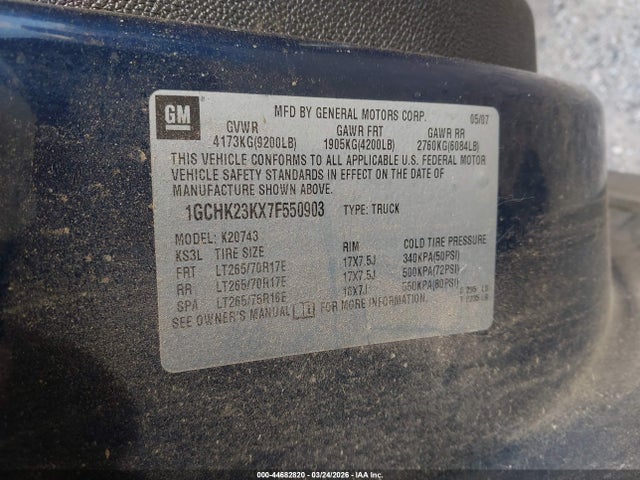 GM
MFD BY GENERAL MOTORS CORP. 05/07
GVWR GAWR FRT GAWR RR
4173KG(9200LB) 1905KG(4200LB) 2760KG(6084LB)
THIS VEHICLE CONFORMS TO ALL APPLICABLE U.S. FEDERAL MOTOR
VEHICLE SAFETY STANDARDS IN EFFECT ON THE DATE OF
MANUFACTURE SHOWN ABOVE.
1GCHK23KX7F550903 TYPE: TRUCK
MODEL: K20743
KS3L TIRE SIZE RIM COLD TIRE PRESSURE
FRT LT265/70R17E 17X7.5J 340KPA(50PSI)
RR LT265/70R17E 17X7.5J 500KPA(72PSI)
SPA LT265/75R16E 16X7J 550KPA(80PSI)
SEE OWNER'S MANUAL FOR MORE INFORMATION.
000-44682820 - 03/24/2026 - IAA Inc.